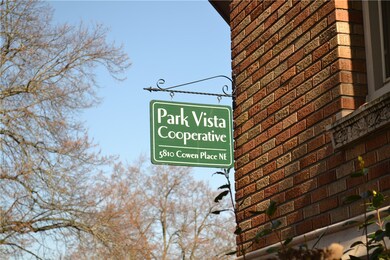 Park Vista
Cooperative
5810 Cowen Place NE